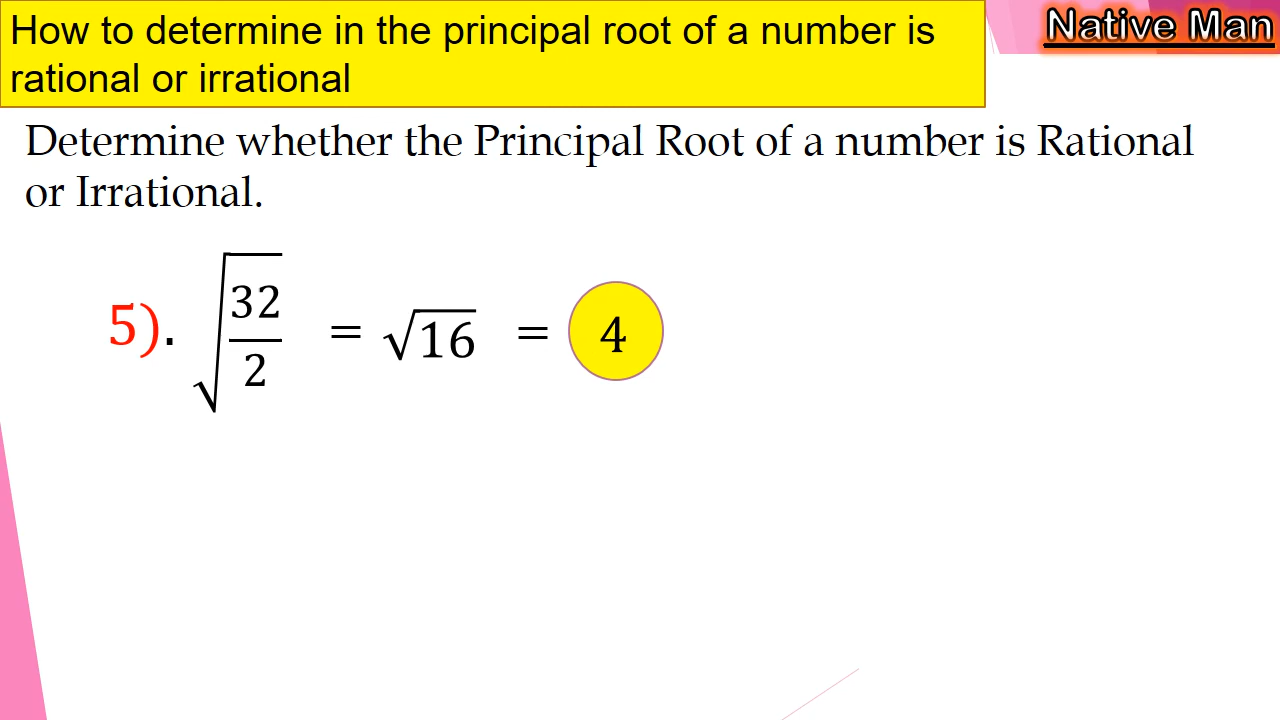 How to determine in the principal root of a number is
rational or irrational
Native Man
Determine whether the Principal Root of a number is Rational
or Irrational.
5). √(32/2) = √16 = 4